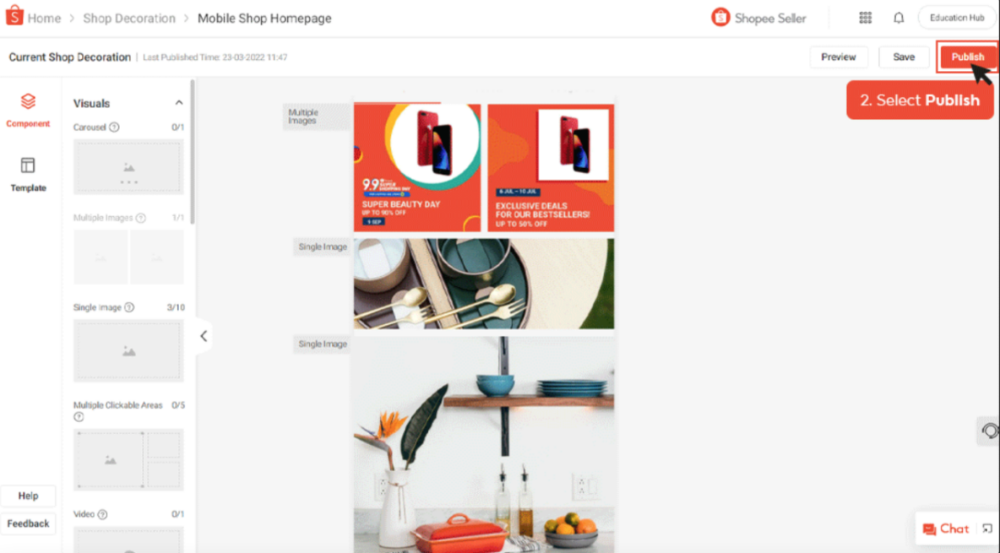 Home > Shop Decoration > Mobile Shop Homepage
Shopee Seller
Education Hub
Current Shop Decoration | Last Published Time: 23-03-2022 11:47
Preview
Save
Publish
2. Select Publish
Component
Template
Help
Feedback
Visuals
Carousel ? 0/1
Multiple Images ? 1/1
Single Image ? 3/10
Multiple Clickable Areas 0/5
?
Video ? 0/1
Multiple
Images
9.9
SUPER
SHOPPING DAY
SUPER BEAUTY DAY
UP TO 90% OFF
9 SEP
6 JUL - 10 JUL
EXCLUSIVE DEALS
FOR OUR BESTSELLERS!
UP TO 50% OFF
Single Image
Single Image
Chat